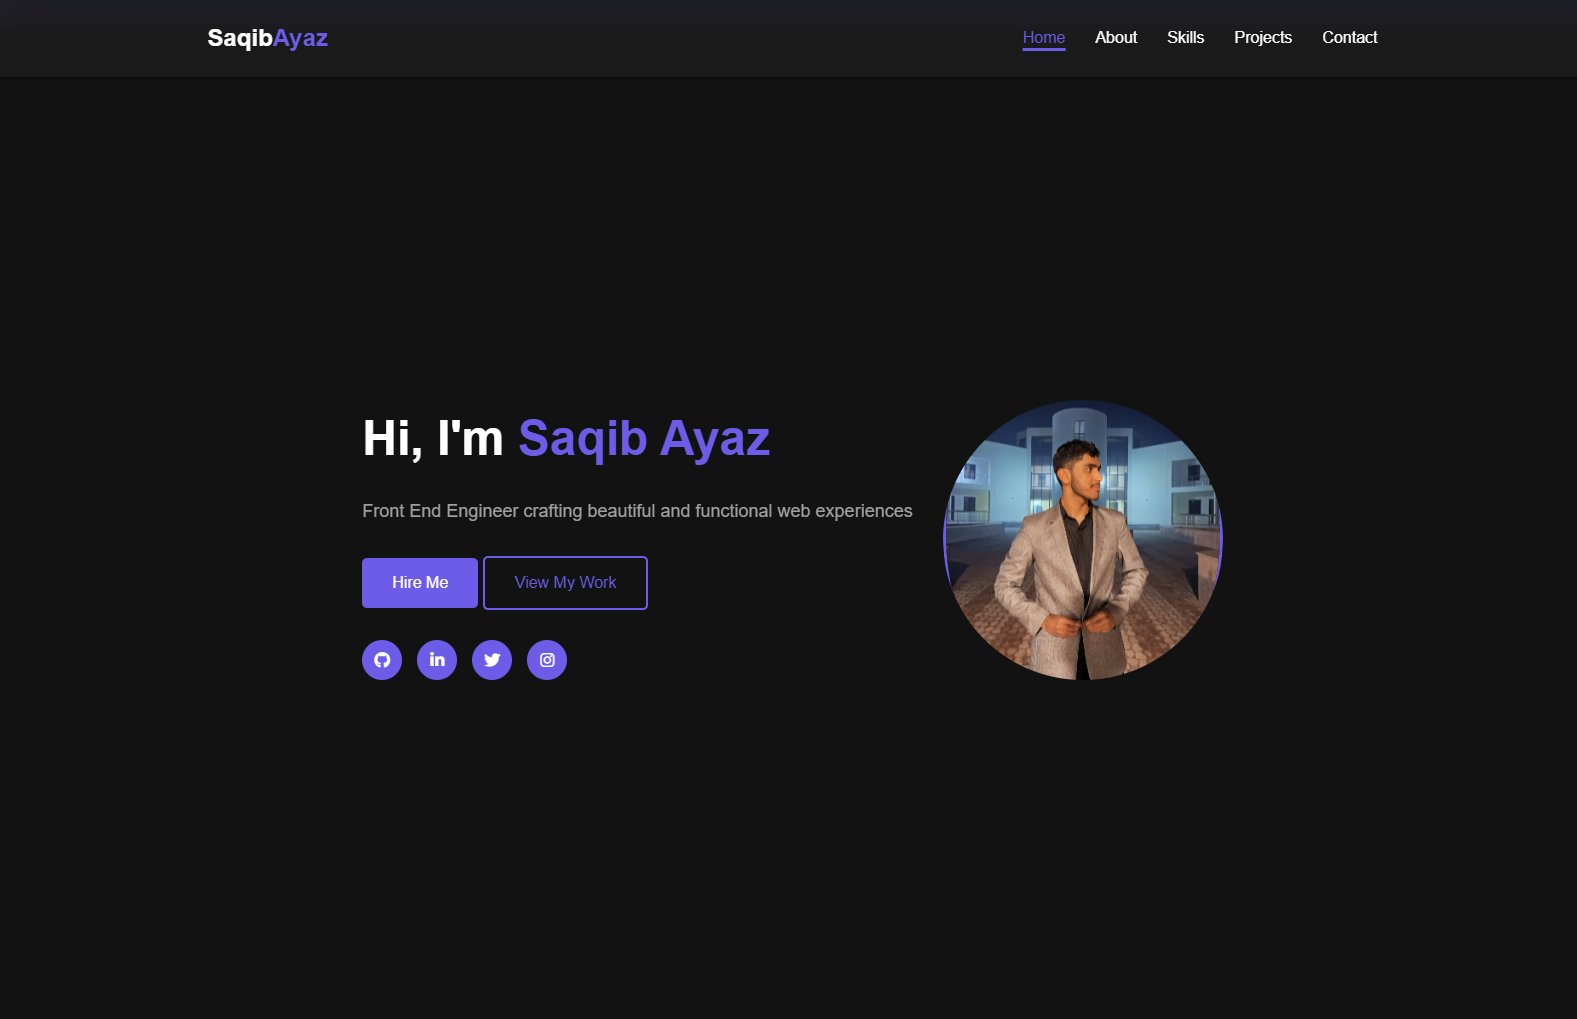 SaqibAyaz
Home About Skills Projects Contact
Hi, I'm Saqib Ayaz
Front End Engineer crafting beautiful and functional web experiences
Hire Me View My Work
in